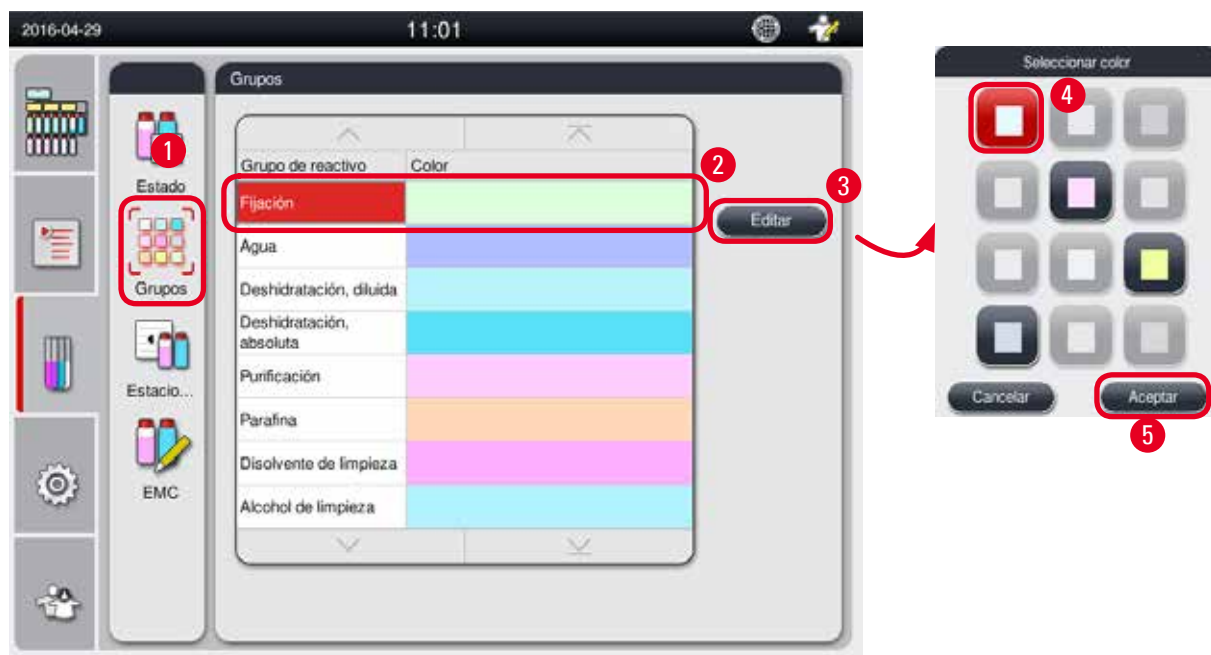 2016-04-29
11:01
Grupos
1
Estado
Grupos
Estacio...
EMC
Grupo de reactivo Color
Fijación
Agua
Deshidratación, diluida
Deshidratación,
absoluta
Purificación
Parafina
Disolvente de limpieza
Alcohol de limpieza
2
3
Editar
Seleccionar color
4
Cancelar Aceptar
5